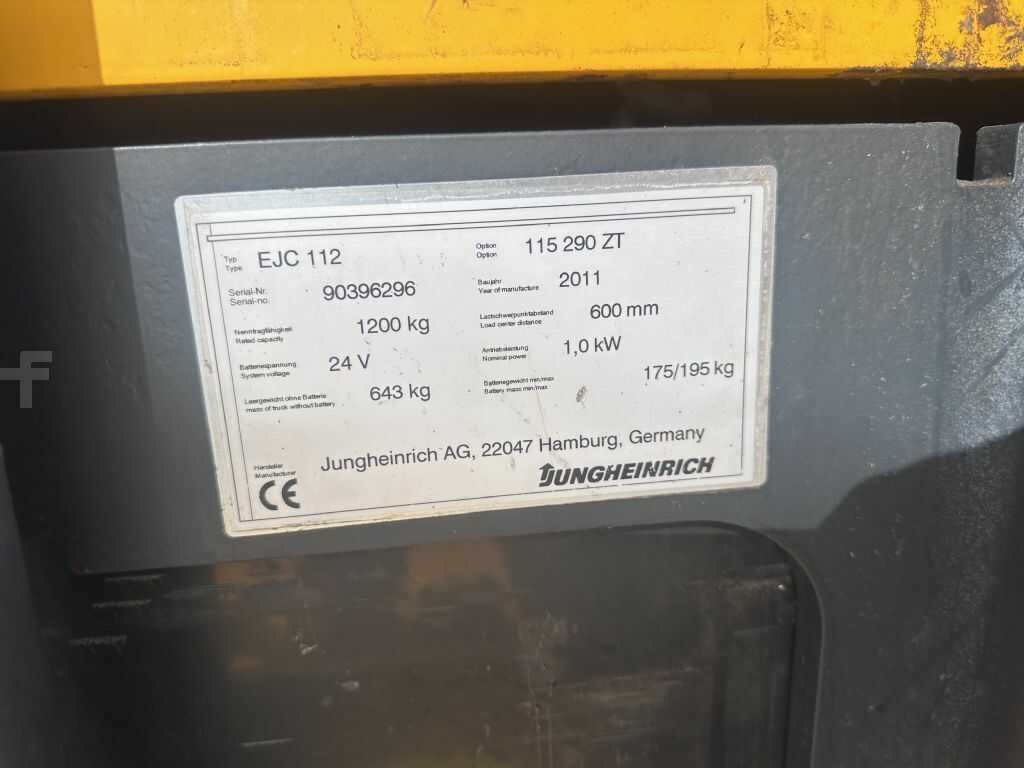 Typ EJC 112 Option 115 290 ZT
Type Option
Serial-Nr. 90396296 Baujahr 2011
Serial-no. Year of manufacture
Nenntragfähigkeit 1200 kg Lastschwerpunktabstand 600 mm
Rated capacity Load center distance
Batteriespannung 24 V Antriebsleistung 1,0 kW
System voltage Nominal power
Leergewicht ohne Batterie 643 kg Batteriegewicht min/max 175/195 kg
mass of truck without battery Battery mass min/max
Hersteller Jungheinrich AG, 22047 Hamburg, Germany
Manufacturer
CE JUNGHEINRICH
f